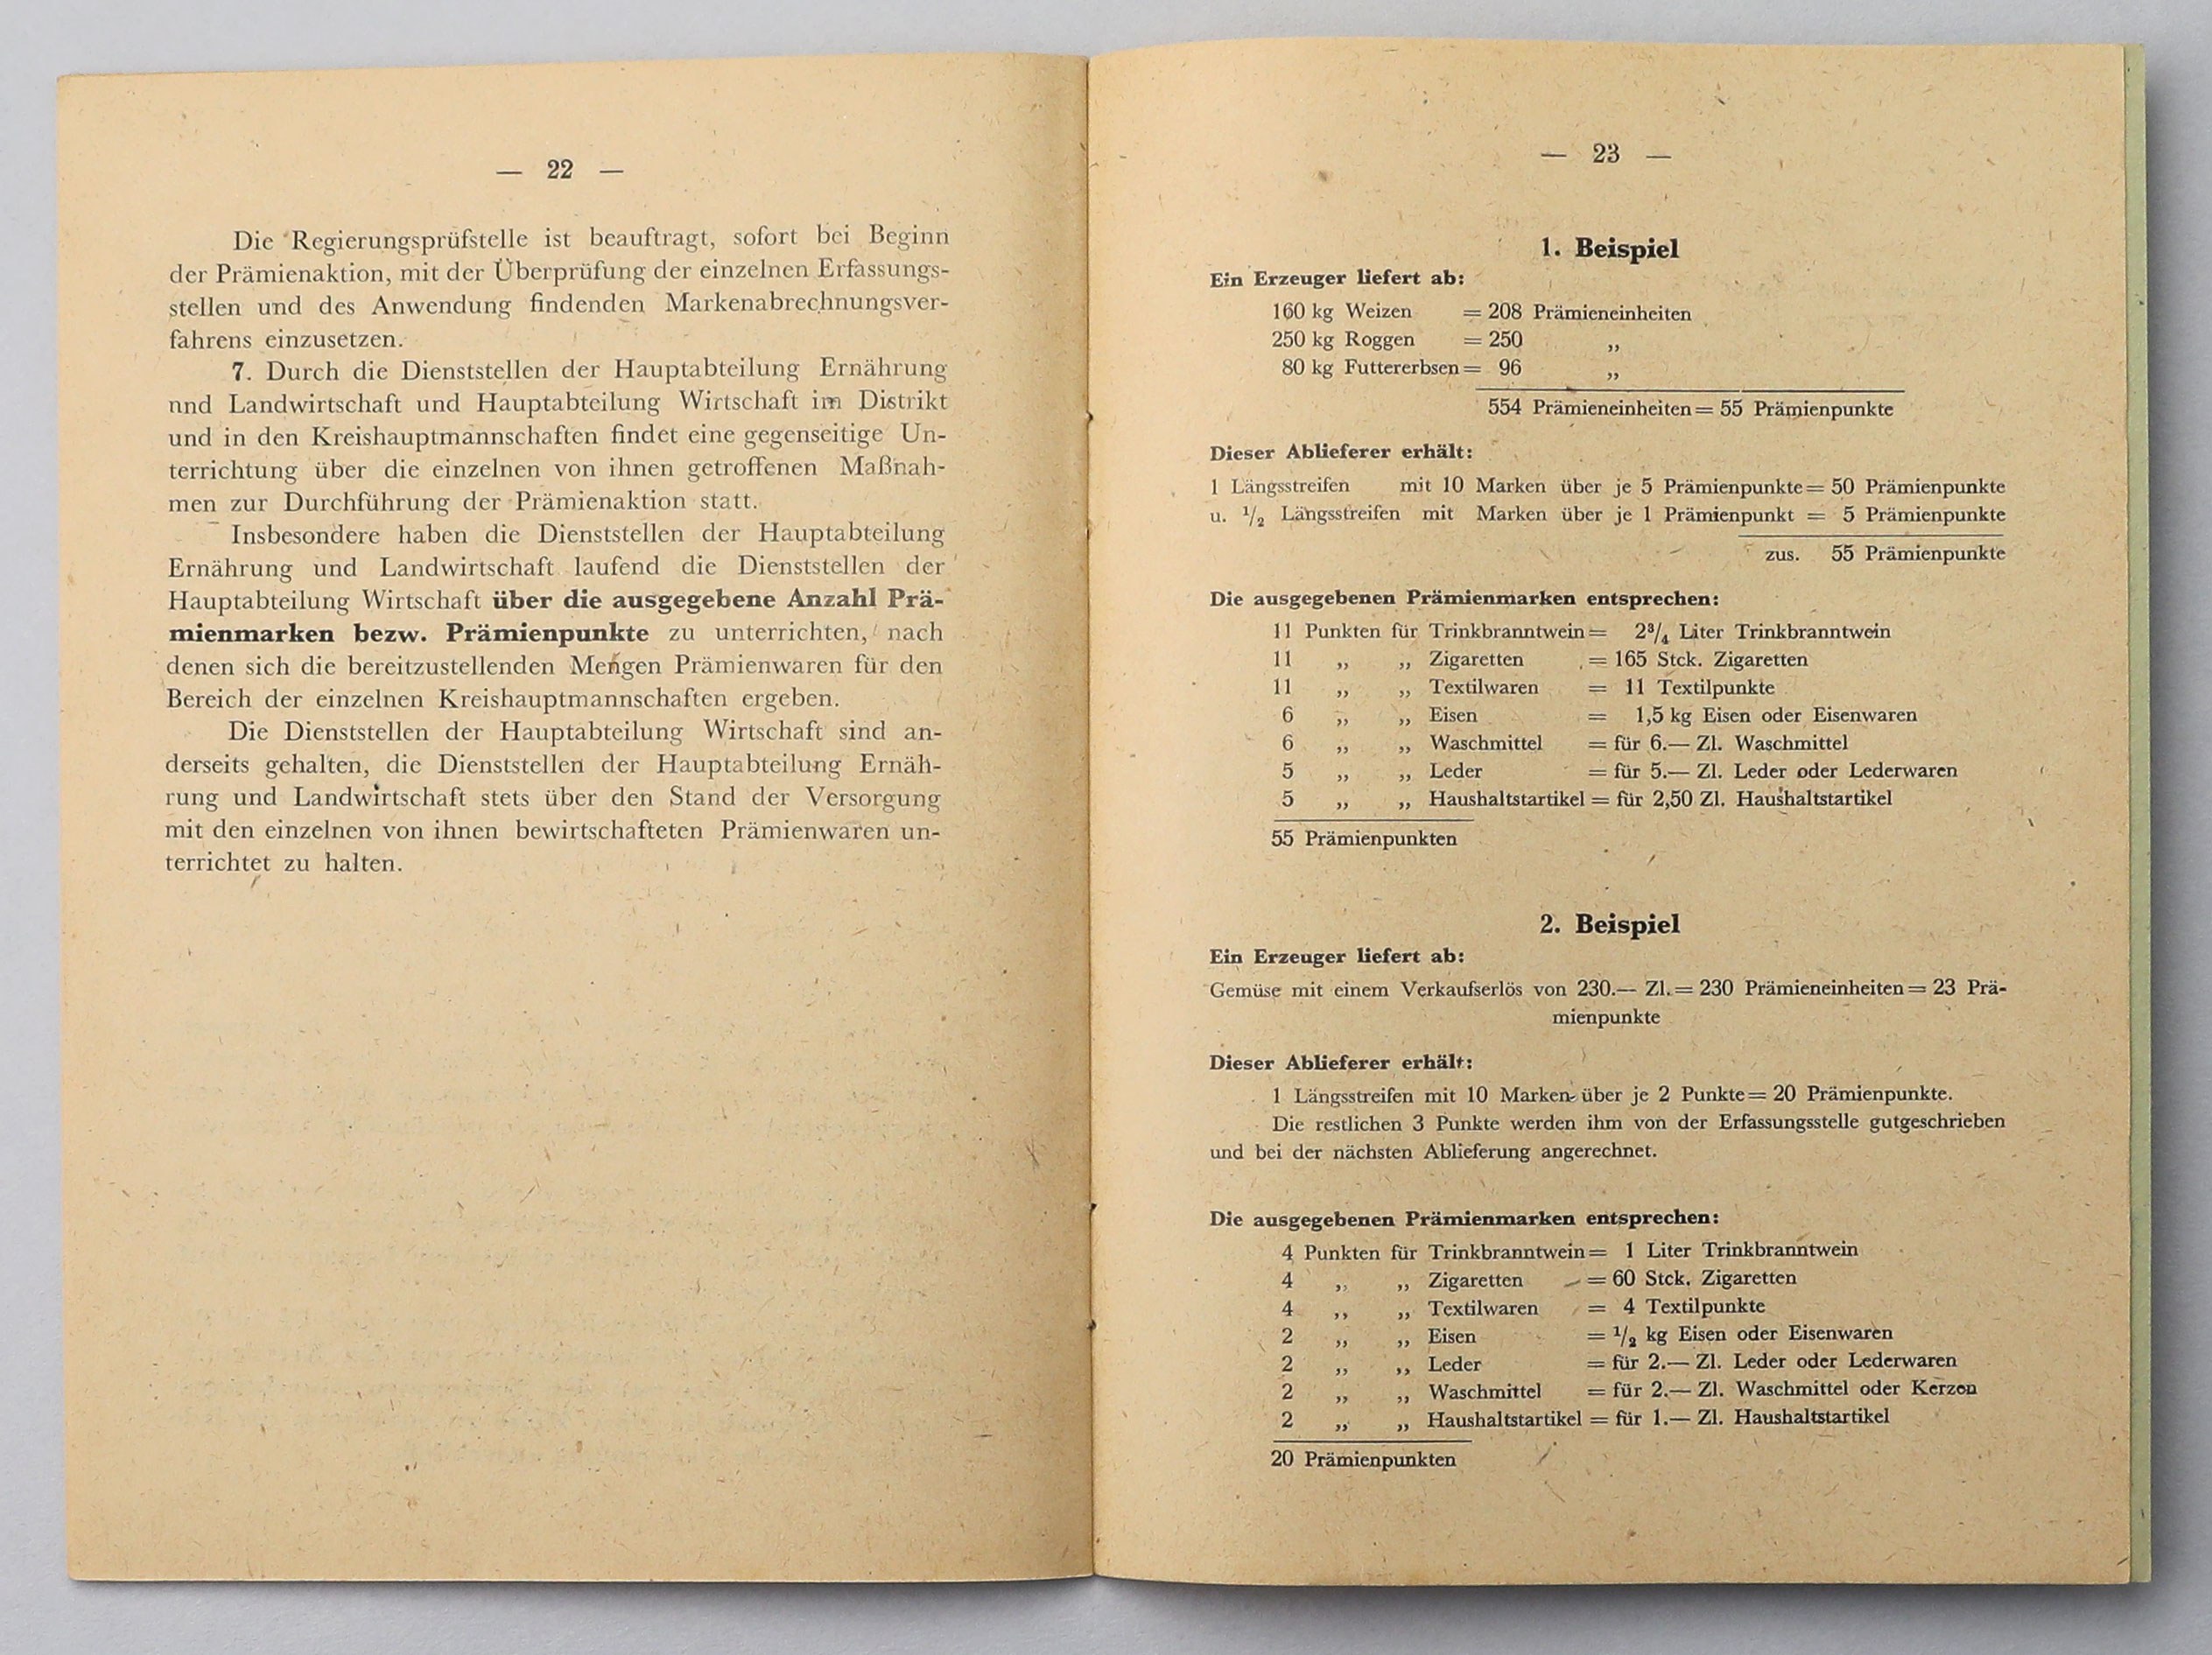 — 22 —
Die Regierungsprüfstelle ist beauftragt, sofort bei Beginn
der Prämienaktion, mit der Überprüfung der einzelnen Erfassungs-
stellen und des Anwendung findenden Markenabrechnungsver-
fahrens einzusetzen.
7. Durch die Dienststellen der Hauptabteilung Ernährung
nnd Landwirtschaft und Hauptabteilung Wirtschaft im Distrikt
und in den Kreishauptmannschaften findet eine gegenseitige Un-
terrichtung über die einzelnen von ihnen getroffenen Maßnah-
men zur Durchführung der Prämienaktion statt.
Insbesondere haben die Dienststellen der Hauptabteilung
Ernährung und Landwirtschaft laufend die Dienststellen der
Hauptabteilung Wirtschaft über die ausgegebene Anzahl Prä-
mienmarken bezw. Prämienpunkte zu unterrichten, nach
denen sich die bereitzustellenden Mengen Prämienwaren für den
Bereich der einzelnen Kreishauptmannschaften ergeben.
Die Dienststellen der Hauptabteilung Wirtschaft sind an-
derseits gehalten, die Dienststellen der Hauptabteilung Ernäh-
rung und Landwirtschaft stets über den Stand der Versorgung
mit den einzelnen von ihnen bewirtschafteten Prämienwaren un-
terrichtet zu halten.
— 23 —
1. Beispiel
Ein Erzeuger liefert ab:
160 kg Weizen = 208 Prämieneinheiten
250 kg Roggen = 250 „
80 kg Futtererbsen = 96 „
554 Prämieneinheiten = 55 Prämienpunkte
Dieser Ablieferer erhält:
1 Längsstreifen mit 10 Marken über je 5 Prämienpunkte = 50 Prämienpunkte
u. 1/2 Längsstreifen mit Marken über je 1 Prämienpunkt = 5 Prämienpunkte
zus. 55 Prämienpunkte
Die ausgegebenen Prämienmarken entsprechen:
11 Punkten für Trinkbranntwein = 2 3/4 Liter Trinkbranntwein
11 „ „ Zigaretten = 165 Stck. Zigaretten
11 „ „ Textilwaren = 11 Textilpunkte
6 „ „ Eisen = 1,5 kg Eisen oder Eisenwaren
6 „ „ Waschmittel = für 6.— Zl. Waschmittel
5 „ „ Leder = für 5.— Zl. Leder oder Lederwaren
5 „ „ Haushaltstartikel = für 2,50 Zl. Haushaltstartikel
55 Prämienpunkten
2. Beispiel
Ein Erzeuger liefert ab:
Gemüse mit einem Verkaufserlös von 230.— Zl. = 230 Prämieneinheiten = 23 Prä-
mienpunkte
Dieser Ablieferer erhält:
1 Längsstreifen mit 10 Marken über je 2 Punkte = 20 Prämienpunkte.
Die restlichen 3 Punkte werden ihm von der Erfassungsstelle gutgeschrieben
und bei der nächsten Ablieferung angerechnet.
Die ausgegebenen Prämienmarken entsprechen:
4 Punkten für Trinkbranntwein = 1 Liter Trinkbranntwein
4 „ „ Zigaretten = 60 Stck. Zigaretten
4 „ „ Textilwaren = 4 Textilpunkte
2 „ „ Eisen = 1/2 kg Eisen oder Eisenwaren
2 „ „ Leder = für 2.— Zl. Leder oder Lederwaren
2 „ „ Waschmittel = für 2.— Zl. Waschmittel oder Kerzen
2 „ „ Haushaltstartikel = für 1.— Zl. Haushaltstartikel
20 Prämienpunkten